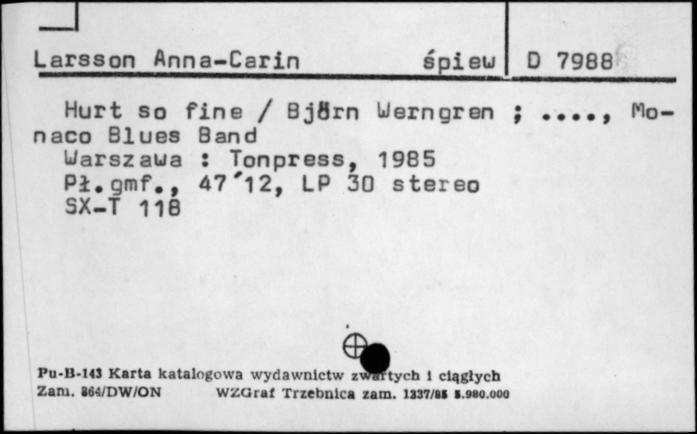 Larsson Anna-Carin śpiew D 7988
Hurt so fine / Björn Werngren ; ...., Mo-
naco Blues Band
Warszawa : Tonpress, 1985
Pł.gmf., 47´12, LP 30 stereo
SX-T 118
Pu-B-143 Karta katalogowa wydawnictw zwartych i ciągłych
Zam. 864/DW/ON WZGraf Trzebnica zam. 1337/85 5.980.000